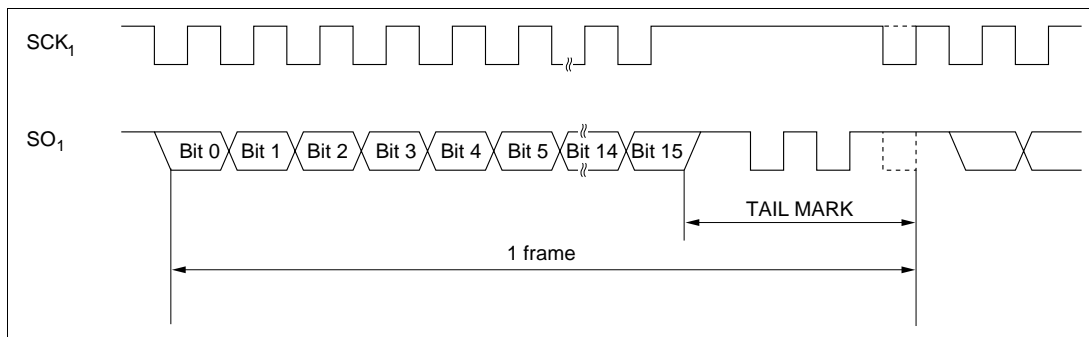 SCK1
SO1
Bit 0 Bit 1 Bit 2 Bit 3 Bit 4 Bit 5 Bit 14 Bit 15
TAIL MARK
1 frame